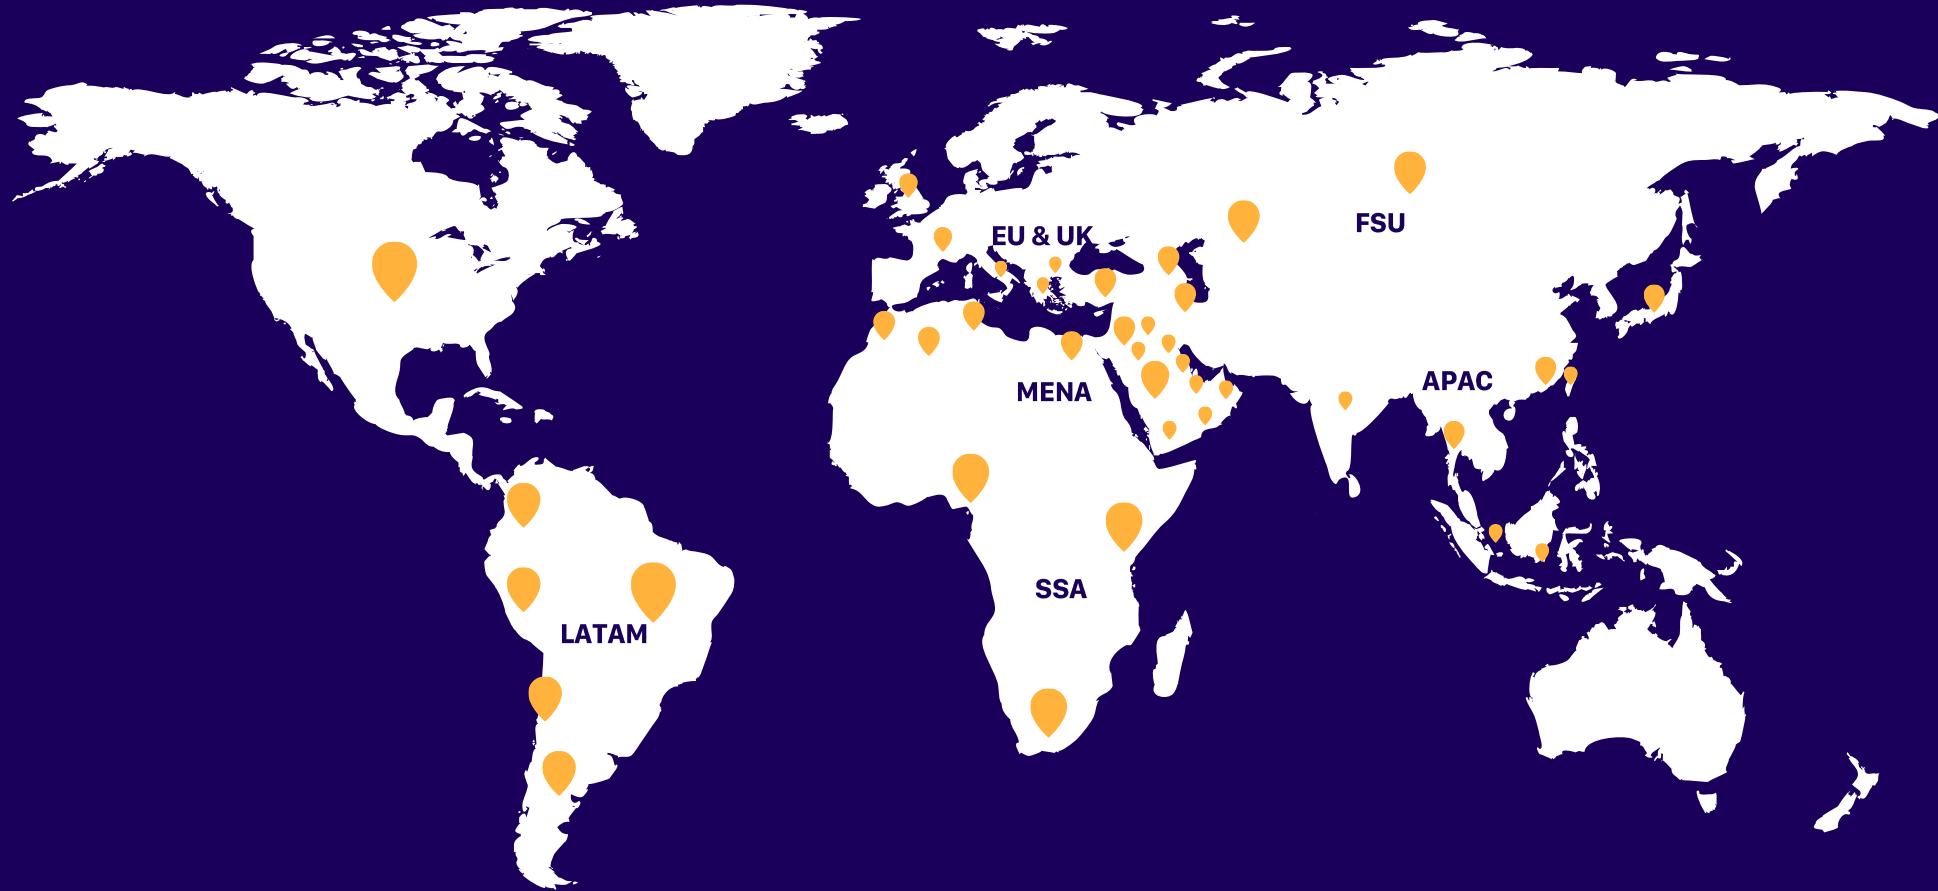 FSU
EU & UK
APAC
MENA
SSA
LATAM